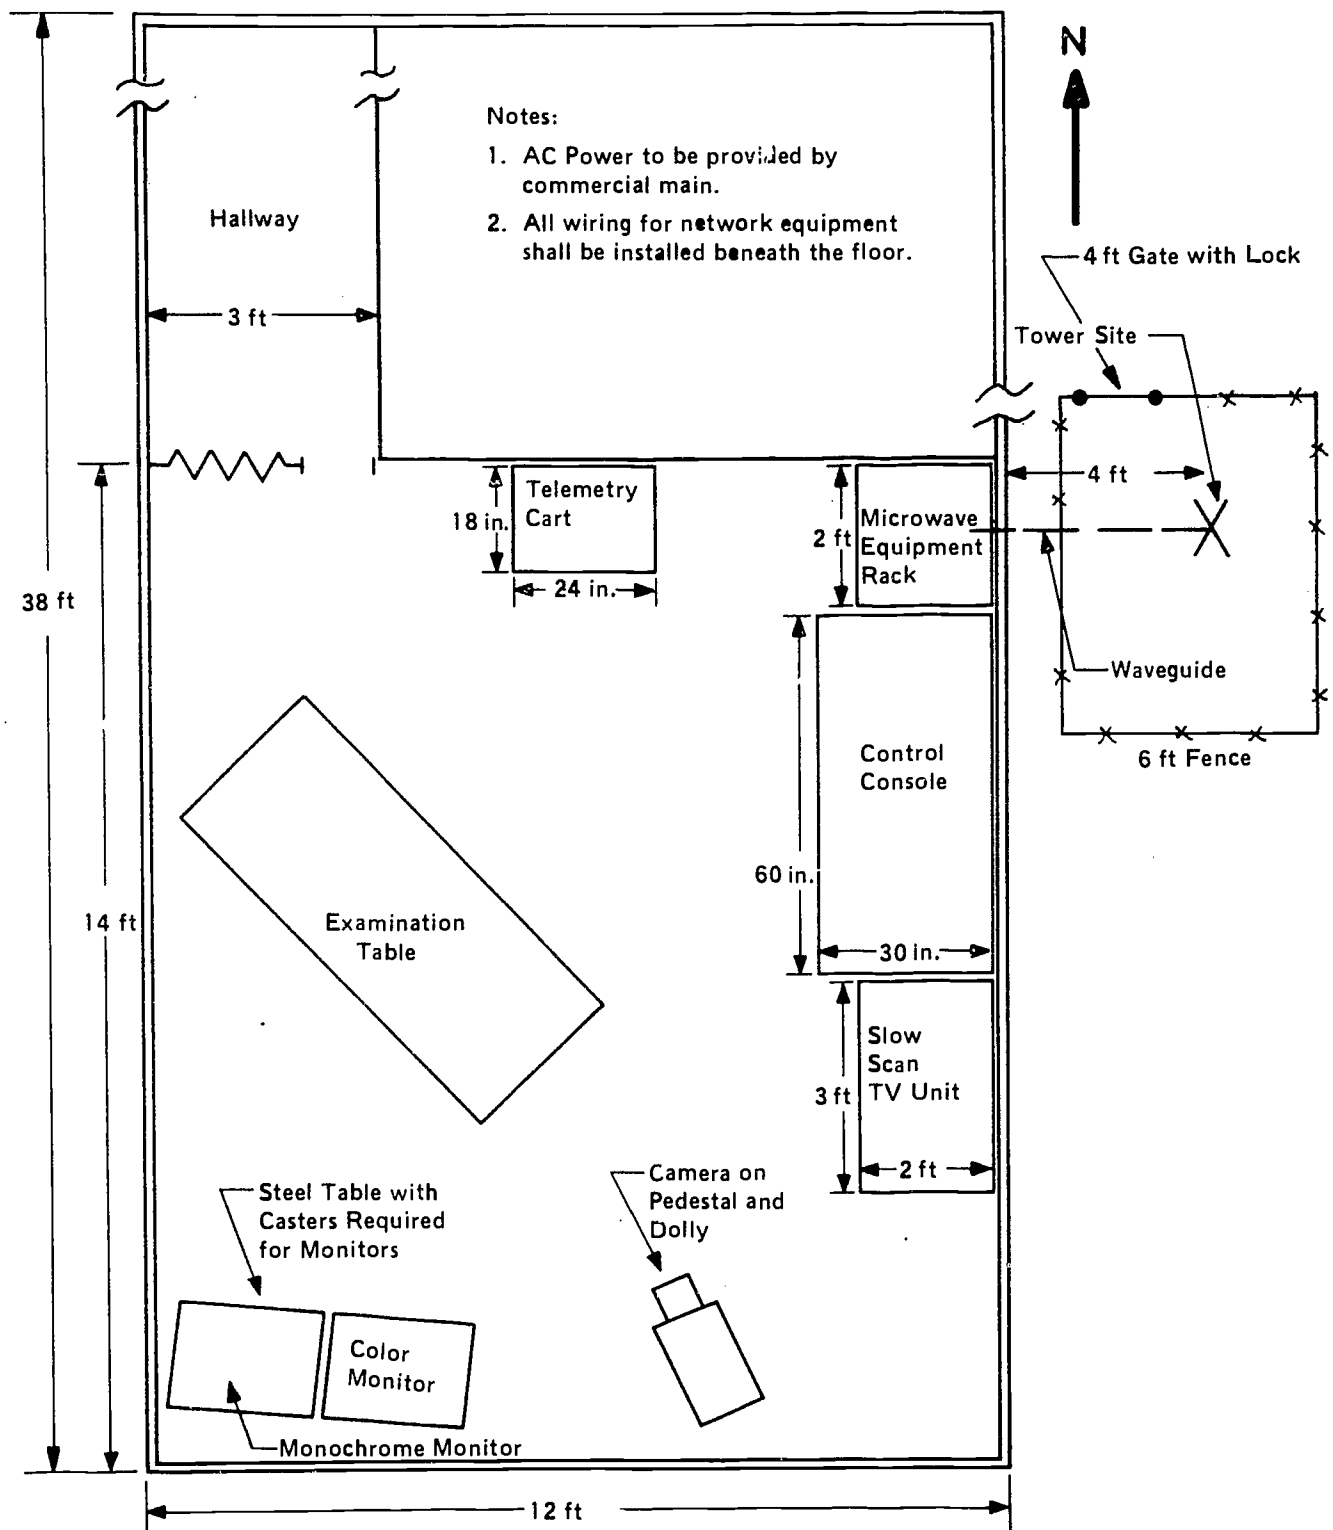 N
Notes:
1. AC Power to be provided by
commercial main.
2. All wiring for network equipment
shall be installed beneath the floor.
Hallway
4 ft Gate with Lock
3 ft
Tower Site
4 ft
Telemetry
Cart
18 in.
24 in.
Microwave
Equipment
Rack
2 ft
38 ft
Waveguide
6 ft Fence
Control
Console
60 in.
30 in.
14 ft
Examination
Table
Slow
Scan
TV Unit
3 ft
2 ft
Camera on
Pedestal and
Dolly
Steel Table with
Casters Required
for Monitors
Color
Monitor
Monochrome Monitor
12 ft